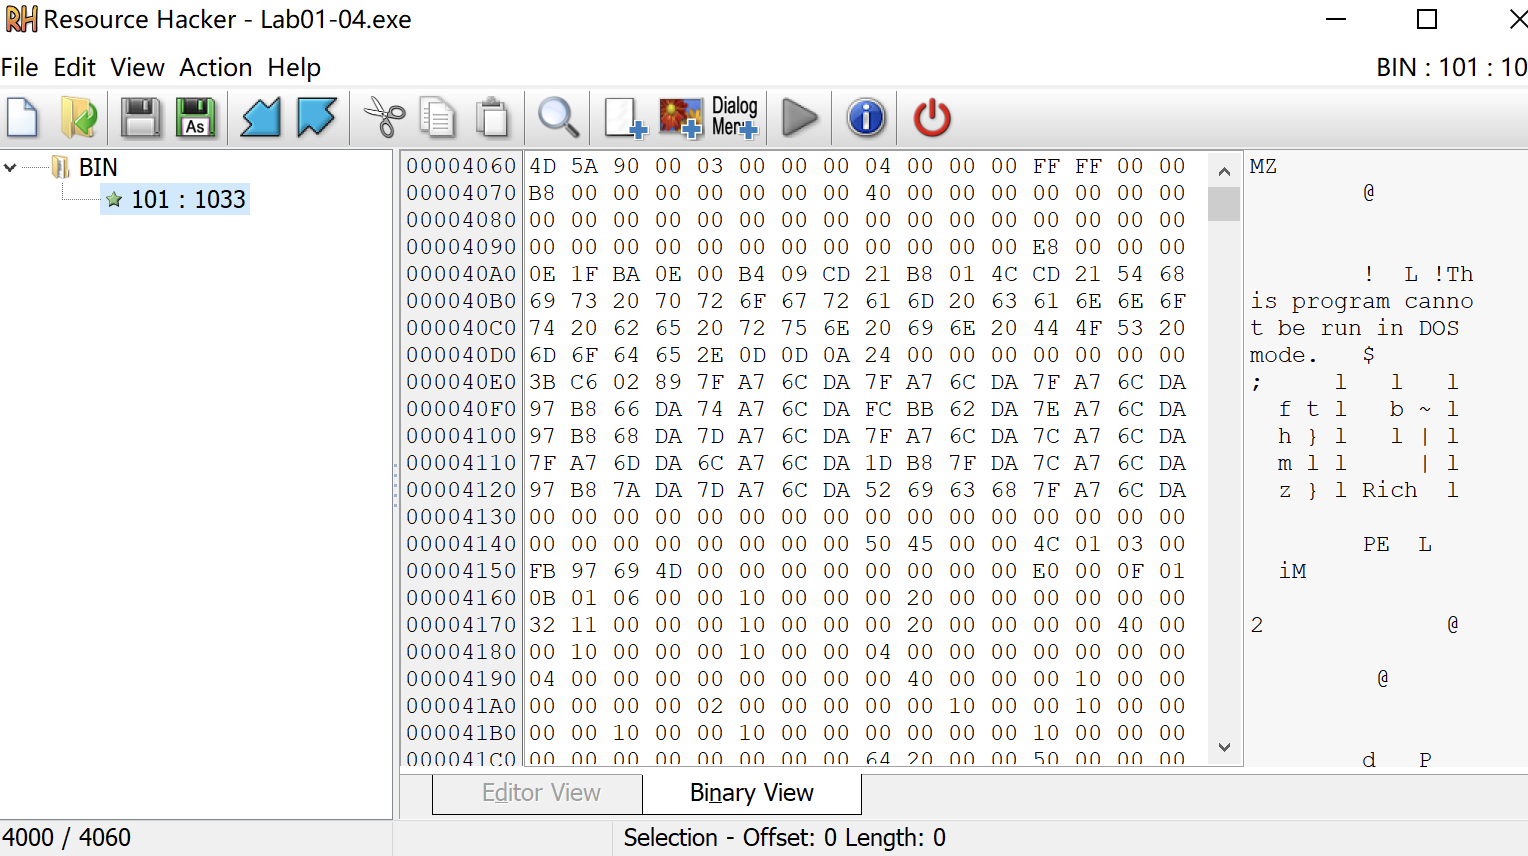 RH Resource Hacker - Lab01-04.exe
File Edit View Action Help BIN : 101 : 10
As Dialog
Men
BIN
101 : 1033
00004060 4D 5A 90 00 03 00 00 00 04 00 00 00 FF FF 00 00 MZ
00004070 B8 00 00 00 00 00 00 00 40 00 00 00 00 00 00 00 @
00004080 00 00 00 00 00 00 00 00 00 00 00 00 00 00 00 00
00004090 00 00 00 00 00 00 00 00 00 00 00 00 E8 00 00 00
000040A0 0E 1F BA 0E 00 B4 09 CD 21 B8 01 4C CD 21 54 68 ! L !Th
000040B0 69 73 20 70 72 6F 67 72 61 6D 20 63 61 6E 6E 6F is program canno
000040C0 74 20 62 65 20 72 75 6E 20 69 6E 20 44 4F 53 20 t be run in DOS
000040D0 6D 6F 64 65 2E 0D 0D 0A 24 00 00 00 00 00 00 00 mode. $
000040E0 3B C6 02 89 7F A7 6C DA 7F A7 6C DA 7F A7 6C DA ; l l l
000040F0 97 B8 66 DA 74 A7 6C DA FC BB 62 DA 7E A7 6C DA f t l b ~ l
00004100 97 B8 68 DA 7D A7 6C DA 7F A7 6C DA 7C A7 6C DA h } l l | l
00004110 7F A7 6D DA 6C A7 6C DA 1D B8 7F DA 7C A7 6C DA m l l | l
00004120 97 B8 7A DA 7D A7 6C DA 52 69 63 68 7F A7 6C DA z } l Rich l
00004130 00 00 00 00 00 00 00 00 00 00 00 00 00 00 00 00
00004140 00 00 00 00 00 00 00 00 50 45 00 00 4C 01 03 00 PE L
00004150 FB 97 69 4D 00 00 00 00 00 00 00 00 E0 00 0F 01 iM
00004160 0B 01 06 00 00 10 00 00 00 20 00 00 00 00 00 00
00004170 32 11 00 00 00 10 00 00 00 20 00 00 00 00 40 00 2 @
00004180 00 10 00 00 00 10 00 00 04 00 00 00 00 00 00 00
00004190 04 00 00 00 00 00 00 00 00 40 00 00 00 10 00 00 @
000041A0 00 00 00 00 02 00 00 00 00 00 10 00 00 10 00 00
000041B0 00 00 10 00 00 10 00 00 00 00 00 00 10 00 00 00
000041C0 00 00 00 00 00 00 00 00 64 20 00 00 50 00 00 00 d P
Editor View Binary View
4000 / 4060 Selection - Offset: 0 Length: 0